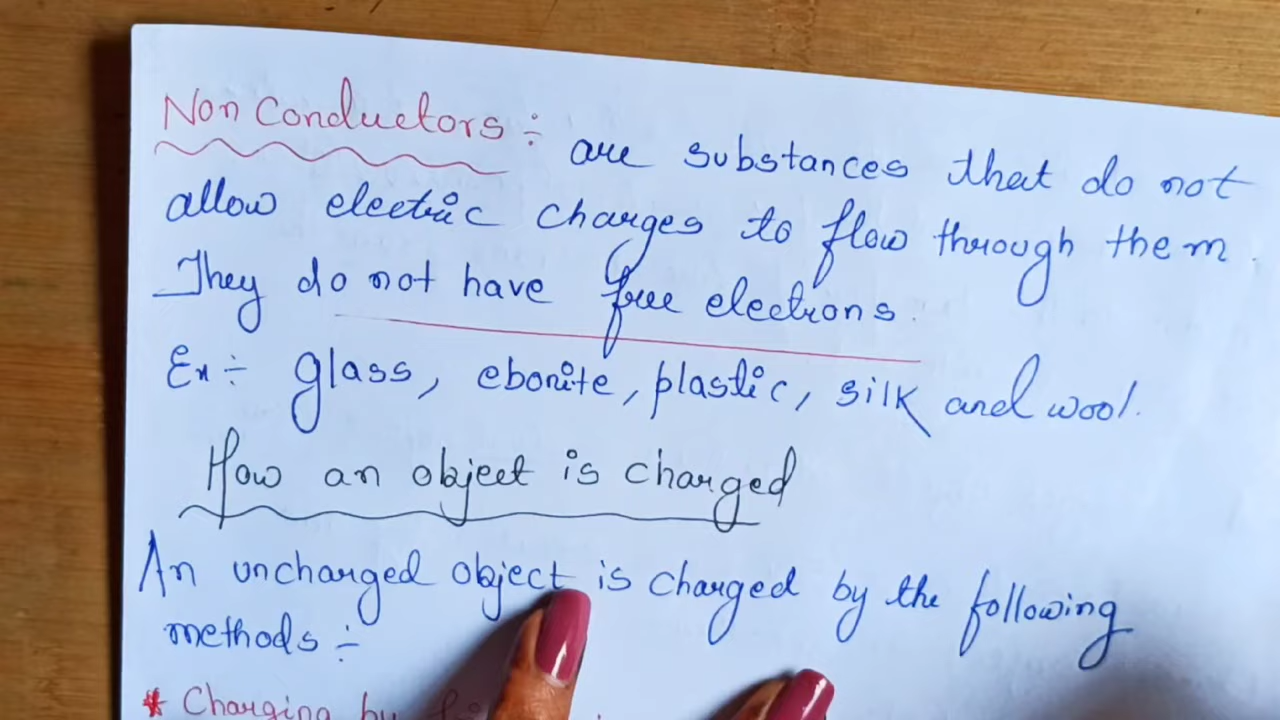 Non Conductors ÷ are substances that do not
allow electric charges to flow through them.
They do not have free electrons.
Ex ÷ glass, ebonite, plastic, silk and wool.
How an object is charged
An uncharged object is charged by the following
methods ÷
* Charging by